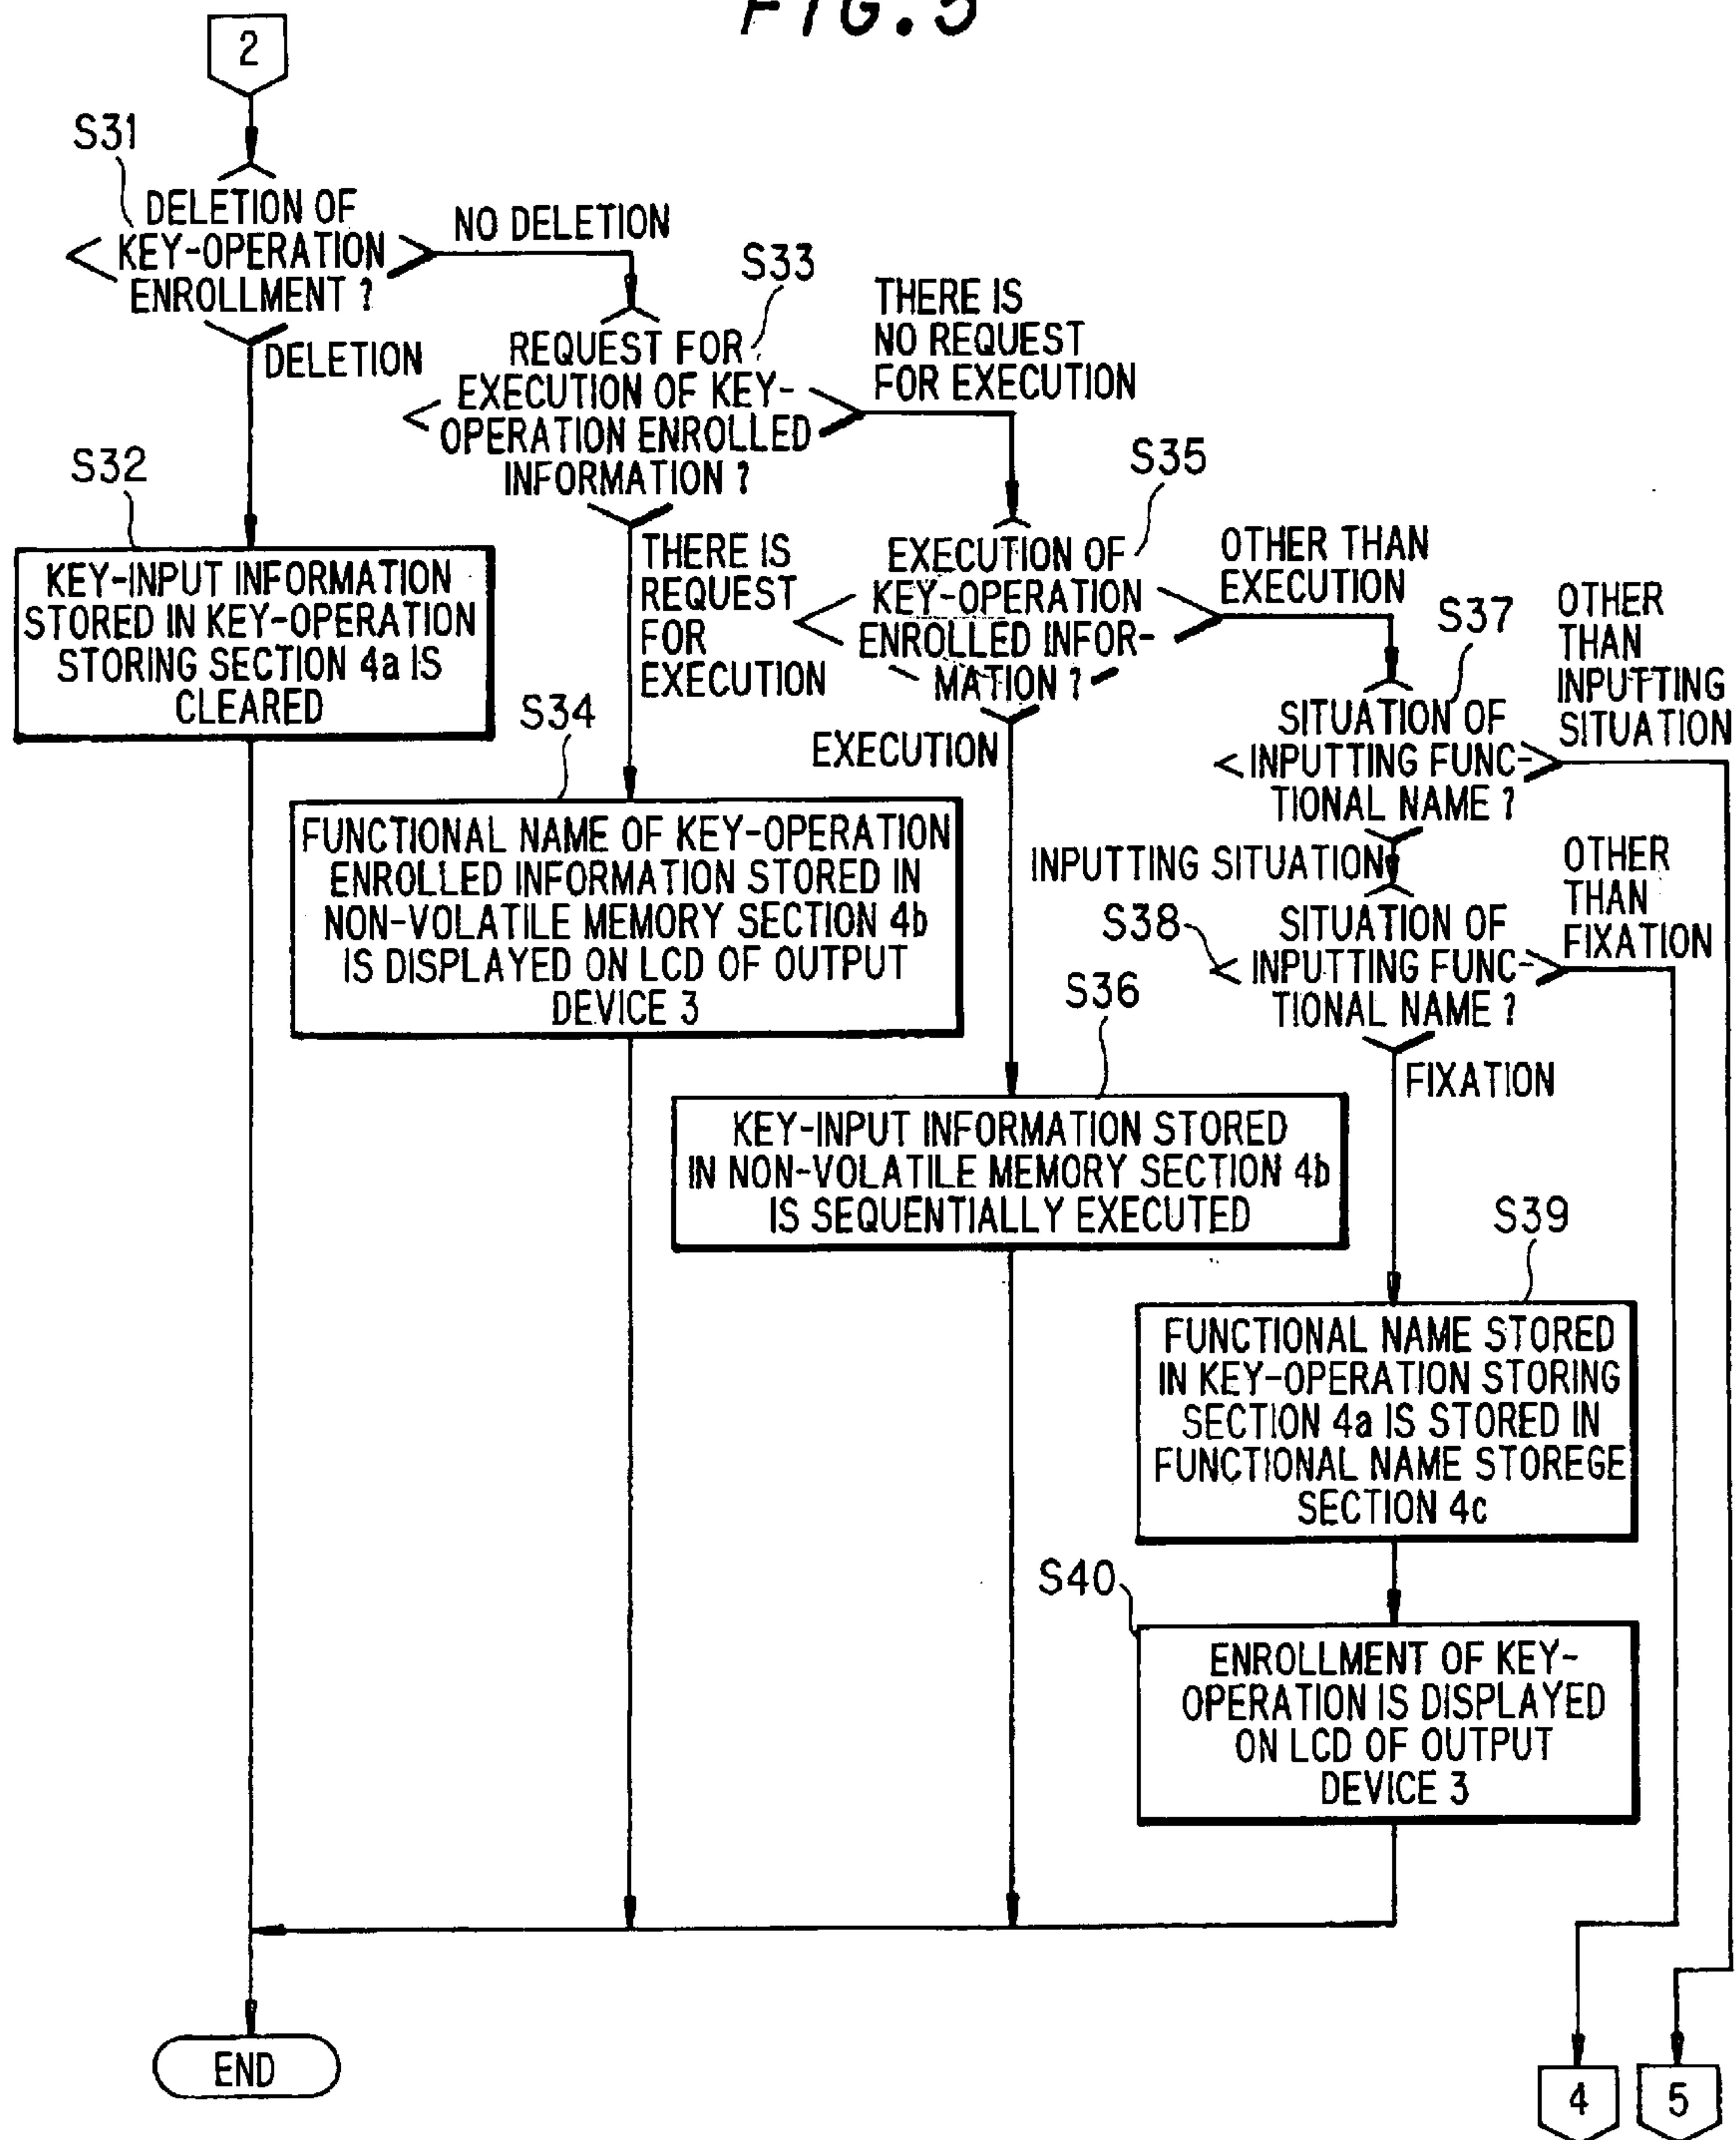 FIG.5
2
S31
DELETION OF
KEY-OPERATION
ENROLLMENT ?
NO DELETION
DELETION
S32
KEY-INPUT INFORMATION
STORED IN KEY-OPERATION
STORING SECTION 4a IS
CLEARED
S33
REQUEST FOR
EXECUTION OF KEY-
OPERATION ENROLLED
INFORMATION ?
THERE IS
NO REQUEST
FOR EXECUTION
THERE IS
REQUEST
FOR
EXECUTION
S34
FUNCTIONAL NAME OF KEY-OPERATION
ENROLLED INFORMATION STORED IN
NON-VOLATILE MEMORY SECTION 4b
IS DISPLAYED ON LCD OF OUTPUT
DEVICE 3
S35
EXECUTION OF
KEY-OPERATION
ENROLLED INFOR-
MATION ?
OTHER THAN
EXECUTION
EXECUTION
S36
KEY-INPUT INFORMATION STORED
IN NON-VOLATILE MEMORY SECTION 4b
IS SEQUENTIALLY EXECUTED
S37
SITUATION OF
INPUTTING FUNC-
TIONAL NAME ?
OTHER
THAN
INPUTTING
SITUATION
INPUTTING SITUATION
S38
SITUATION OF
INPUTTING FUNC-
TIONAL NAME ?
OTHER
THAN
FIXATION
FIXATION
S39
FUNCTIONAL NAME STORED
IN KEY-OPERATION STORING
SECTION 4a IS STORED IN
FUNCTIONAL NAME STOREGE
SECTION 4c
S40
ENROLLMENT OF KEY-
OPERATION IS DISPLAYED
ON LCD OF OUTPUT
DEVICE 3
END
4
5